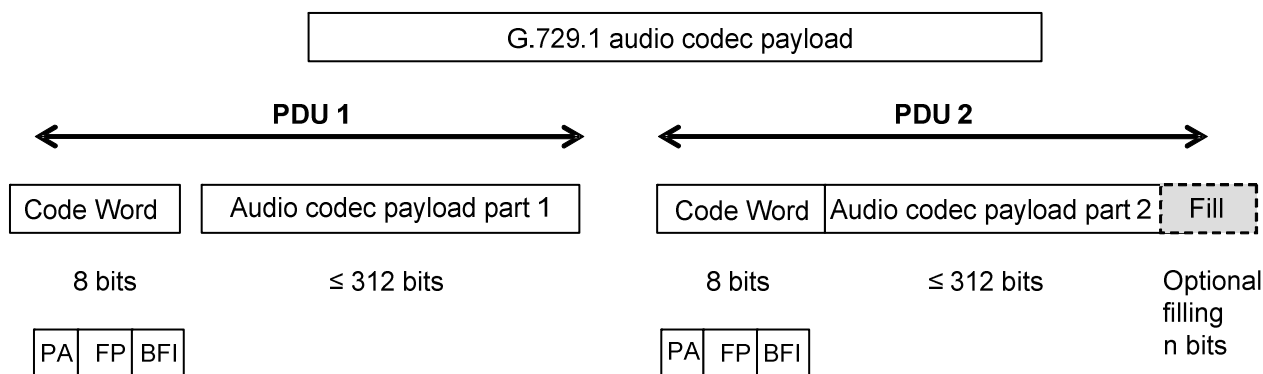 G.729.1 audio codec payload
PDU 1
PDU 2
Code Word
Audio codec payload part 1
Code Word
Audio codec payload part 2
Fill
8 bits
≤ 312 bits
8 bits
≤ 312 bits
Optional
filling
n bits
PA FP BFI
PA FP BFI